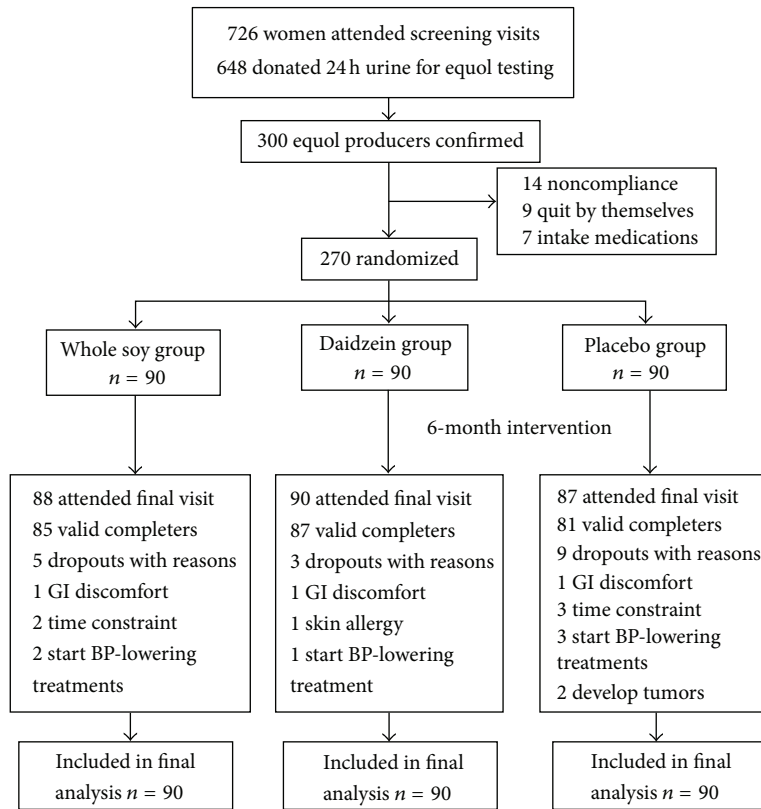 726 women attended screening visits
648 donated 24 h urine for equol testing
300 equol producers confirmed
14 noncompliance
9 quit by themselves
7 intake medications
270 randomized
Whole soy group
n = 90
Daidzein group
n = 90
Placebo group
n = 90
6-month intervention
88 attended final visit
85 valid completers
5 dropouts with reasons
1 GI discomfort
2 time constraint
2 start BP-lowering
treatments
90 attended final visit
87 valid completers
3 dropouts with reasons
1 GI discomfort
1 skin allergy
1 start BP-lowering
treatment
87 attended final visit
81 valid completers
9 dropouts with reasons
1 GI discomfort
3 time constraint
3 start BP-lowering
treatments
2 develop tumors
Included in final
analysis n = 90
Included in final
analysis n = 90
Included in final
analysis n = 90